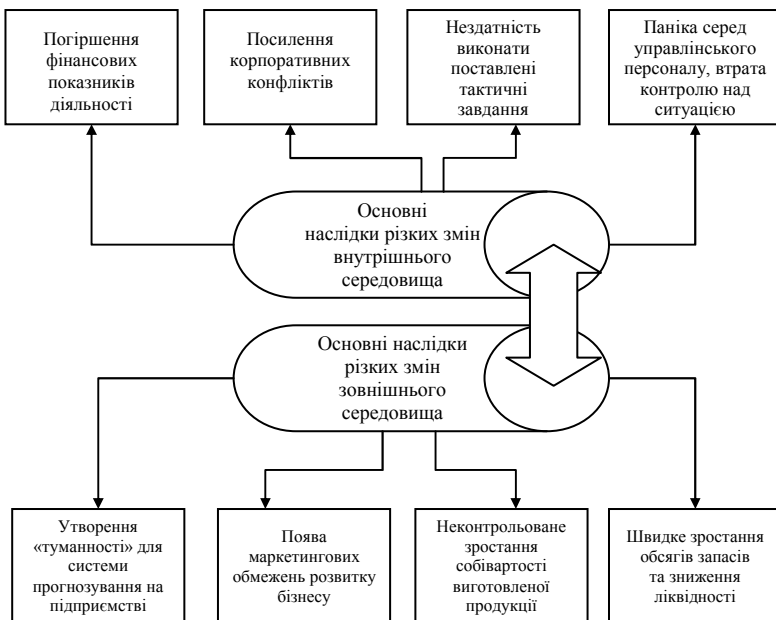 Погіршення
фінансових
показників
діяльності
Посилення
корпоративних
конфліктів
Нездатність
виконати
поставлені
тактичні
завдання
Паніка серед
управлінського
персоналу, втрата
контролю над
ситуацією
Основні
наслідки різких змін
внутрішнього
середовища
Основні наслідки
різких змін
зовнішнього
середовища
Утворення
«туманності» для
системи
прогнозування на
підприємстві
Поява
маркетингових
обмежень розвитку
бізнесу
Неконтрольоване
зростання
собівартості
виготовленої
продукції
Швидке зростання
обсягів запасів
та зниження
ліквідності